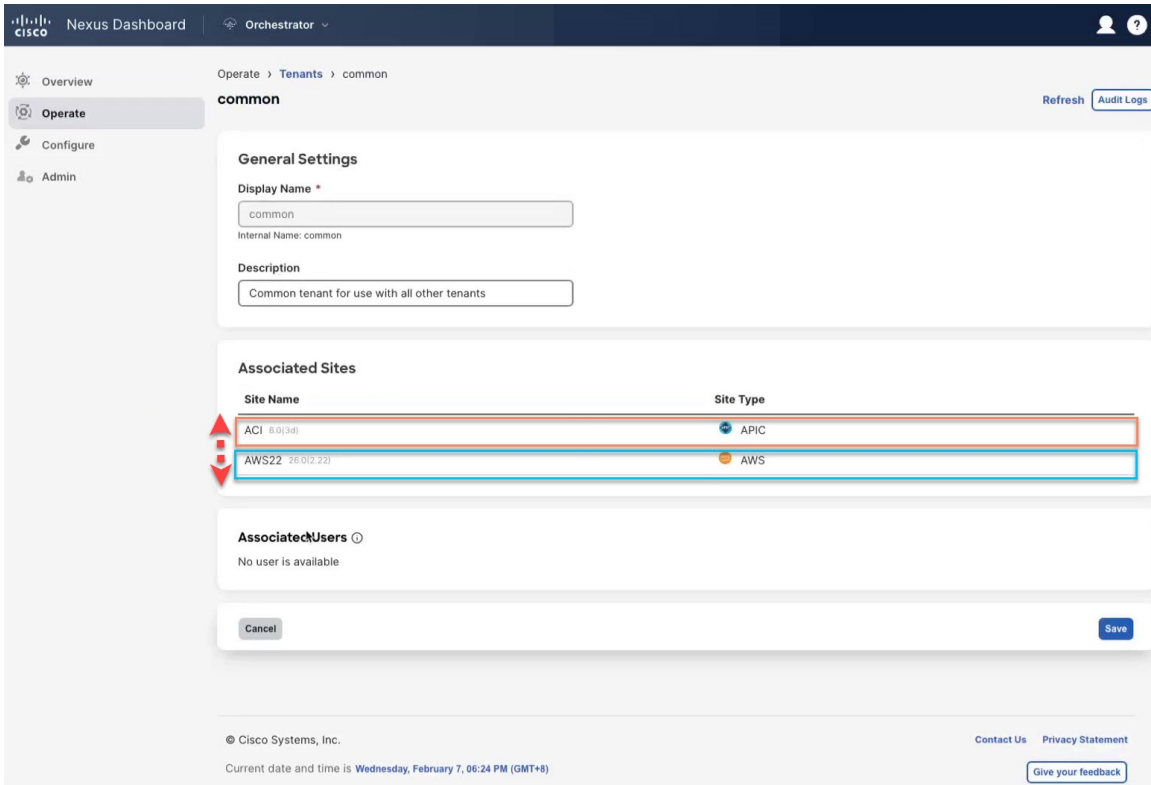 CISCO Nexus Dashboard Orchestrator ?
Overview
Operate
Configure
Admin
Operate > Tenants > common
common
Refresh Audit Logs
General Settings
Display Name *
common
Internal Name: common
Description
Common tenant for use with all other tenants
Associated Sites
Site Name Site Type
ACI 6.0(3d) APIC
AWS22 26.0(2.22) AWS
Associated Users
No user is available
Cancel Save
© Cisco Systems, Inc.
Contact Us Privacy Statement
Current date and time is Wednesday, February 7, 06:24 PM (GMT+8)
Give your feedback